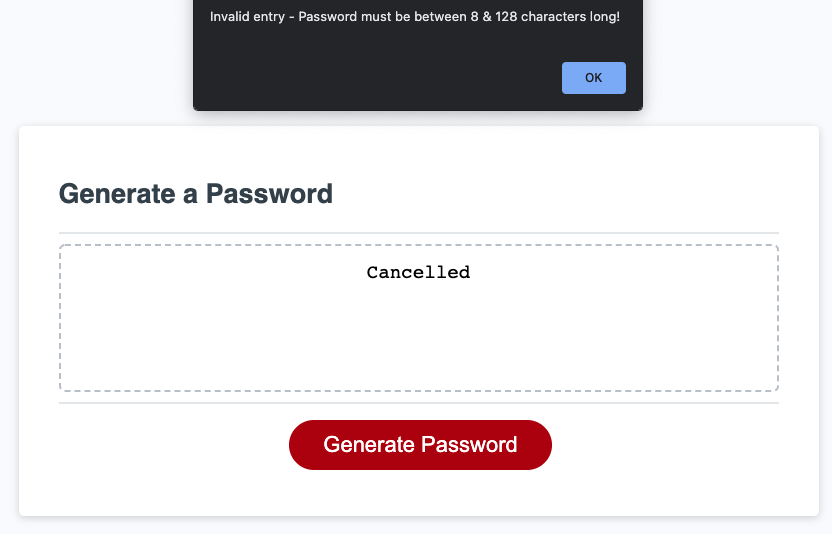 Invalid entry - Password must be between 8 & 128 characters long!
OK
Generate a Password
Cancelled
Generate Password